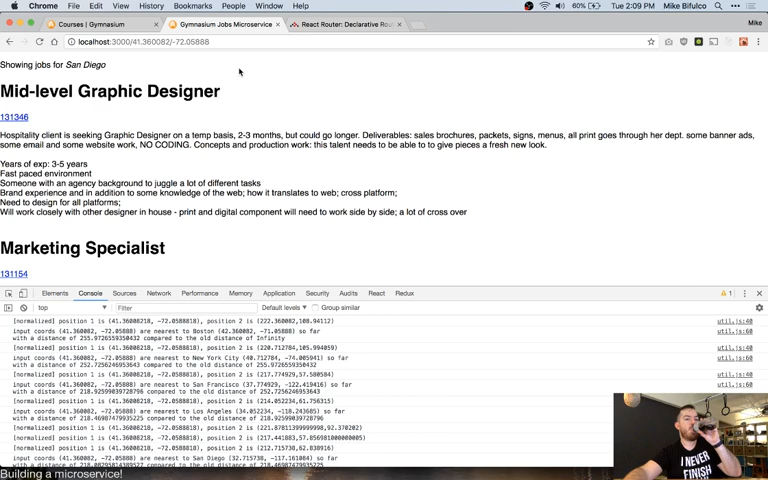 Chrome File Edit View History Bookmarks People Window Help 60% Tue 2:09 PM Mike Bifulco
Courses | Gymnasium Gymnasium Jobs Microservice React Router: Declarative Rou Mike
localhost:3000/41.360082/-72.05888
Showing jobs for San Diego
Mid-level Graphic Designer
131346
Hospitality client is seeking Graphic Designer on a temp basis, 2-3 months, but could go longer. Deliverables: sales brochures, packets, signs, menus, all print goes through her dept. some banner ads,
some email and some website work, NO CODING. Concepts and production work: this talent needs to be able to to give pieces a fresh new look.
Years of exp: 3-5 years
Fast paced environment
Someone with an agency background to juggle a lot of different tasks
Brand experience and in addition to some knowledge of the web; how it translates to web; cross platform;
Need to design for all platforms;
Will work closely with other designer in house - print and digital component will need to work side by side; a lot of cross over
Marketing Specialist
131154
Elements Console Sources Network Performance Memory Application Security Audits React Redux 1
top Filter Default levels Group similar
[normalized] position 1 is (41.36008218, -72.0588818), position 2 is (222.360082,108.94112) util.js:40
input coords (41.360082, -72.05888) are nearest to Boston (42.360082, -71.05888) so far util.js:60
with a distance of 255.9726559350432 compared to the old distance of Infinity
[normalized] position 1 is (41.36008218, -72.0588818), position 2 is (220.712784,105.994059) util.js:40
input coords (41.360082, -72.05888) are nearest to New York City (40.712784, -74.005941) so far util.js:60
with a distance of 252.7256246953643 compared to the old distance of 255.9726559350432
[normalized] position 1 is (41.36008218, -72.0588818), position 2 is (217.774929,57.580584) util.js:40
input coords (41.360082, -72.05888) are nearest to San Francisco (37.774929, -122.419416) so far util.js:60
with a distance of 218.92599039728796 compared to the old distance of 252.7256246953643
[normalized] position 1 is (41.36008218, -72.0588818), position 2 is (214.052234,61.756315)
input coords (41.360082, -72.05888) are nearest to Los Angeles (34.052234, -118.243685) so far
with a distance of 218.46987479935225 compared to the old distance of 218.92599039728796
[normalized] position 1 is (41.36008218, -72.0588818), position 2 is (221.87811399999998,92.370202)
[normalized] position 1 is (41.36008218, -72.0588818), position 2 is (217.441883,57.856981000000005)
[normalized] position 1 is (41.36008218, -72.0588818), position 2 is (212.715738,62.838916)
input coords (41.360082, -72.05888) are nearest to San Diego (32.715738, -117.161084) so far
with a distance of 218.08295814389527 compared to the old distance of 218.46987479935225
I NEVER
FINISH
Building a microservice!